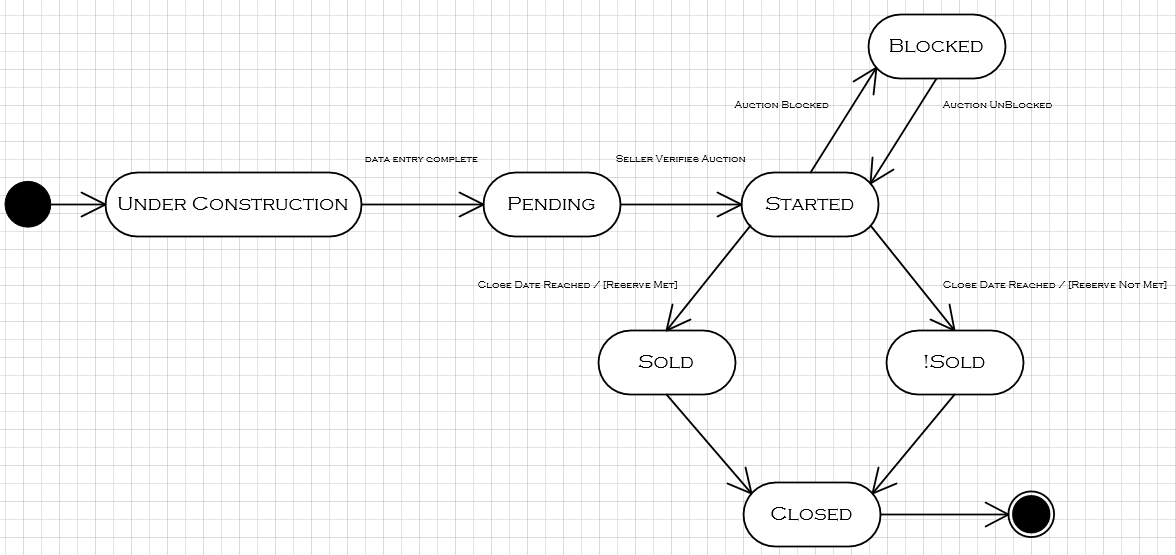 Blocked
Auction Blocked
Auction UnBlocked
data entry complete
Seller Verifies Auction
Under Construction
Pending
Started
Close Date Reached / [Reserve Met]
Close Date Reached / [Reserve Not Met]
Sold
!Sold
Closed